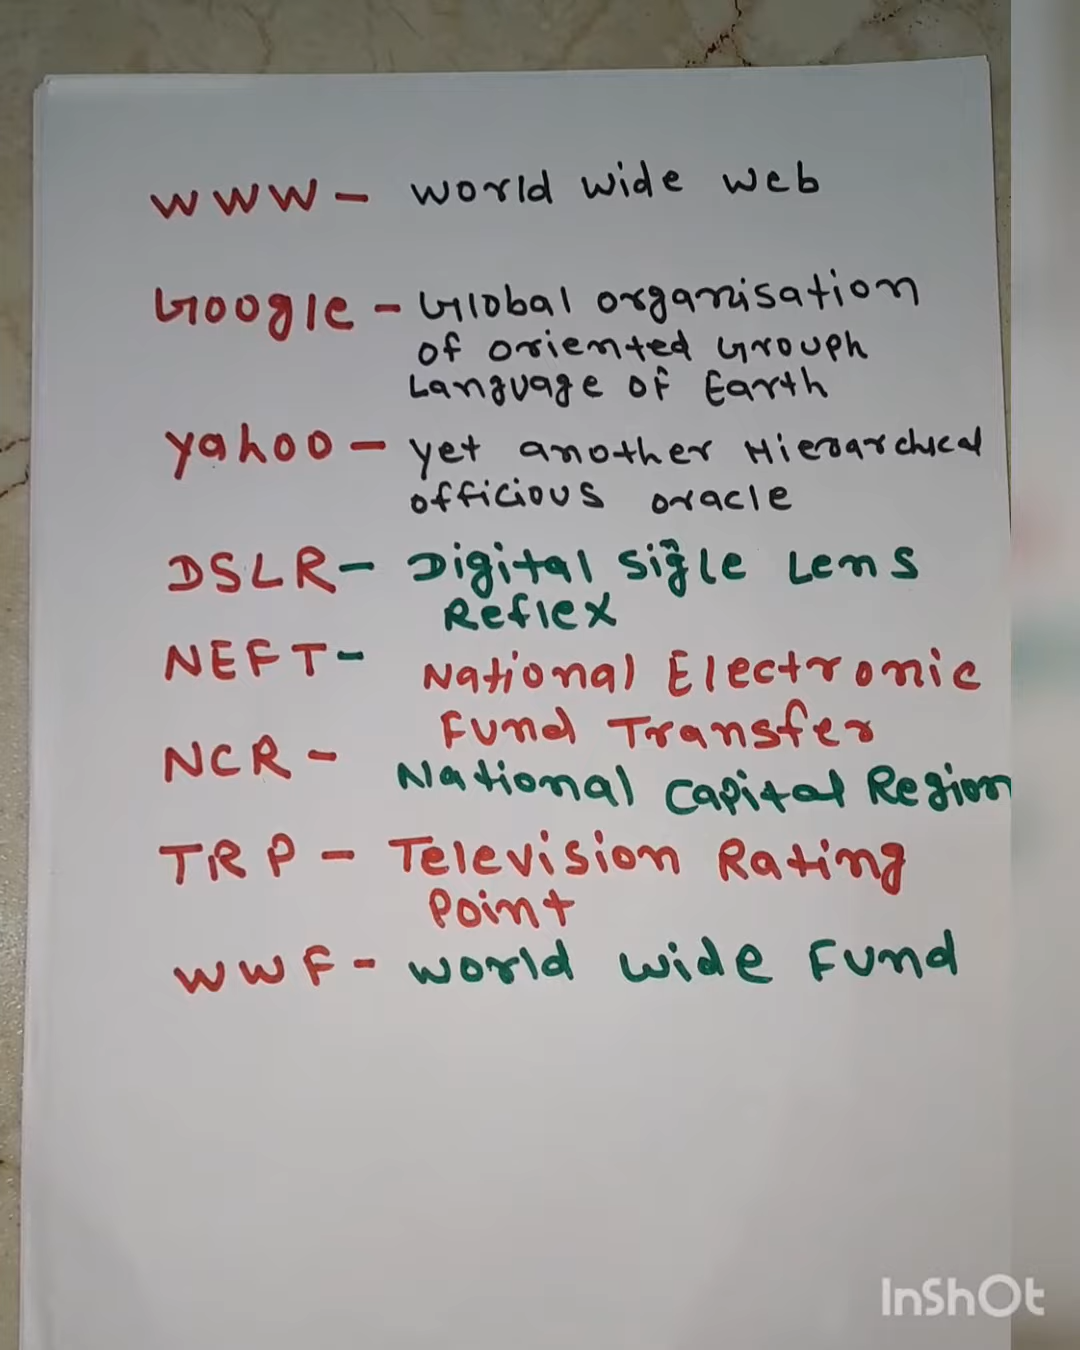 WWW - World Wide Web
Google - Global organisation
of oriented Grouph
Language of Earth
Yahoo - Yet another Hierarchical
officious oracle
DSLR - Digital Single Lens
Reflex
NEFT - National Electronic
Fund Transfer
NCR - National Capital Region
TRP - Television Rating
Point
WWF - World Wide Fund
InShOt